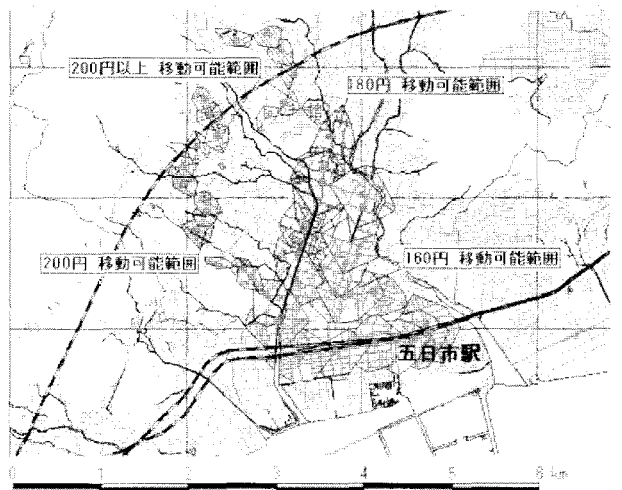 200円以上 移動可能範囲
180円 移動可能範囲
200円 移動可能範囲
160円 移動可能範囲
五日市駅
0 1 2 3 4 5 6 km